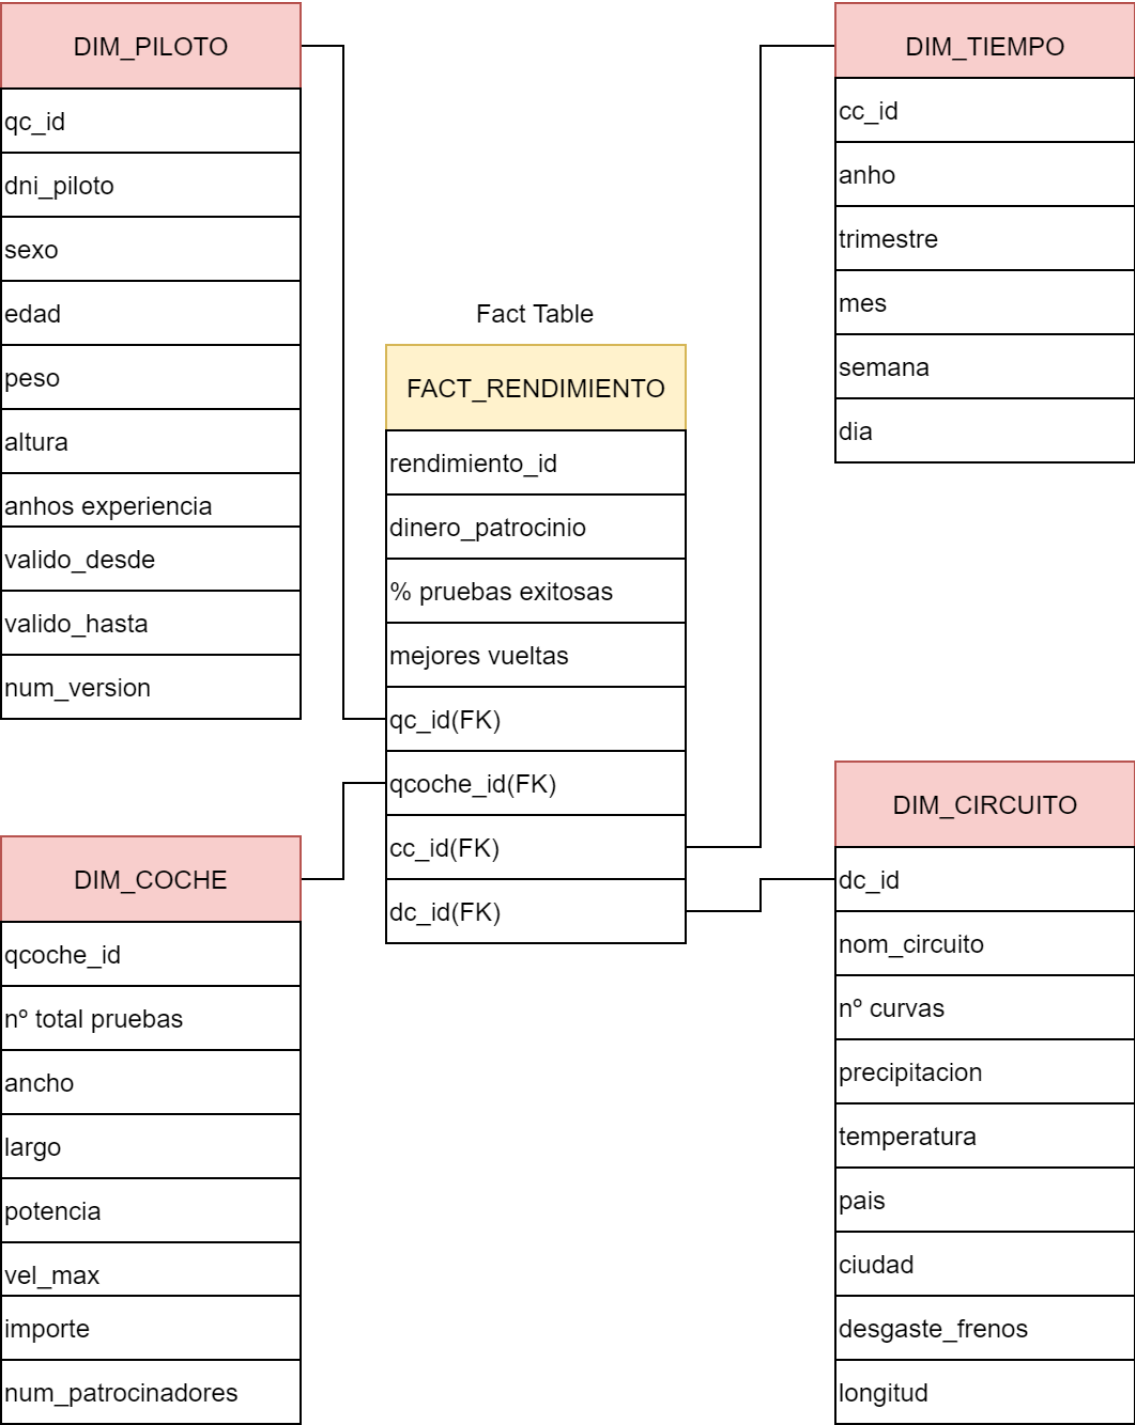 DIM_PILOTO
qc_id
dni_piloto
sexo
edad
peso
altura
anhos experiencia
valido_desde
valido_hasta
num_version
DIM_TIEMPO
cc_id
anho
trimestre
mes
semana
dia
Fact Table
FACT_RENDIMIENTO
rendimiento_id
dinero_patrocinio
% pruebas exitosas
mejores vueltas
qc_id(FK)
qcoche_id(FK)
cc_id(FK)
dc_id(FK)
DIM_COCHE
qcoche_id
nº total pruebas
ancho
largo
potencia
vel_max
importe
num_patrocinadores
DIM_CIRCUITO
dc_id
nom_circuito
nº curvas
precipitacion
temperatura
pais
ciudad
desgaste_frenos
longitud